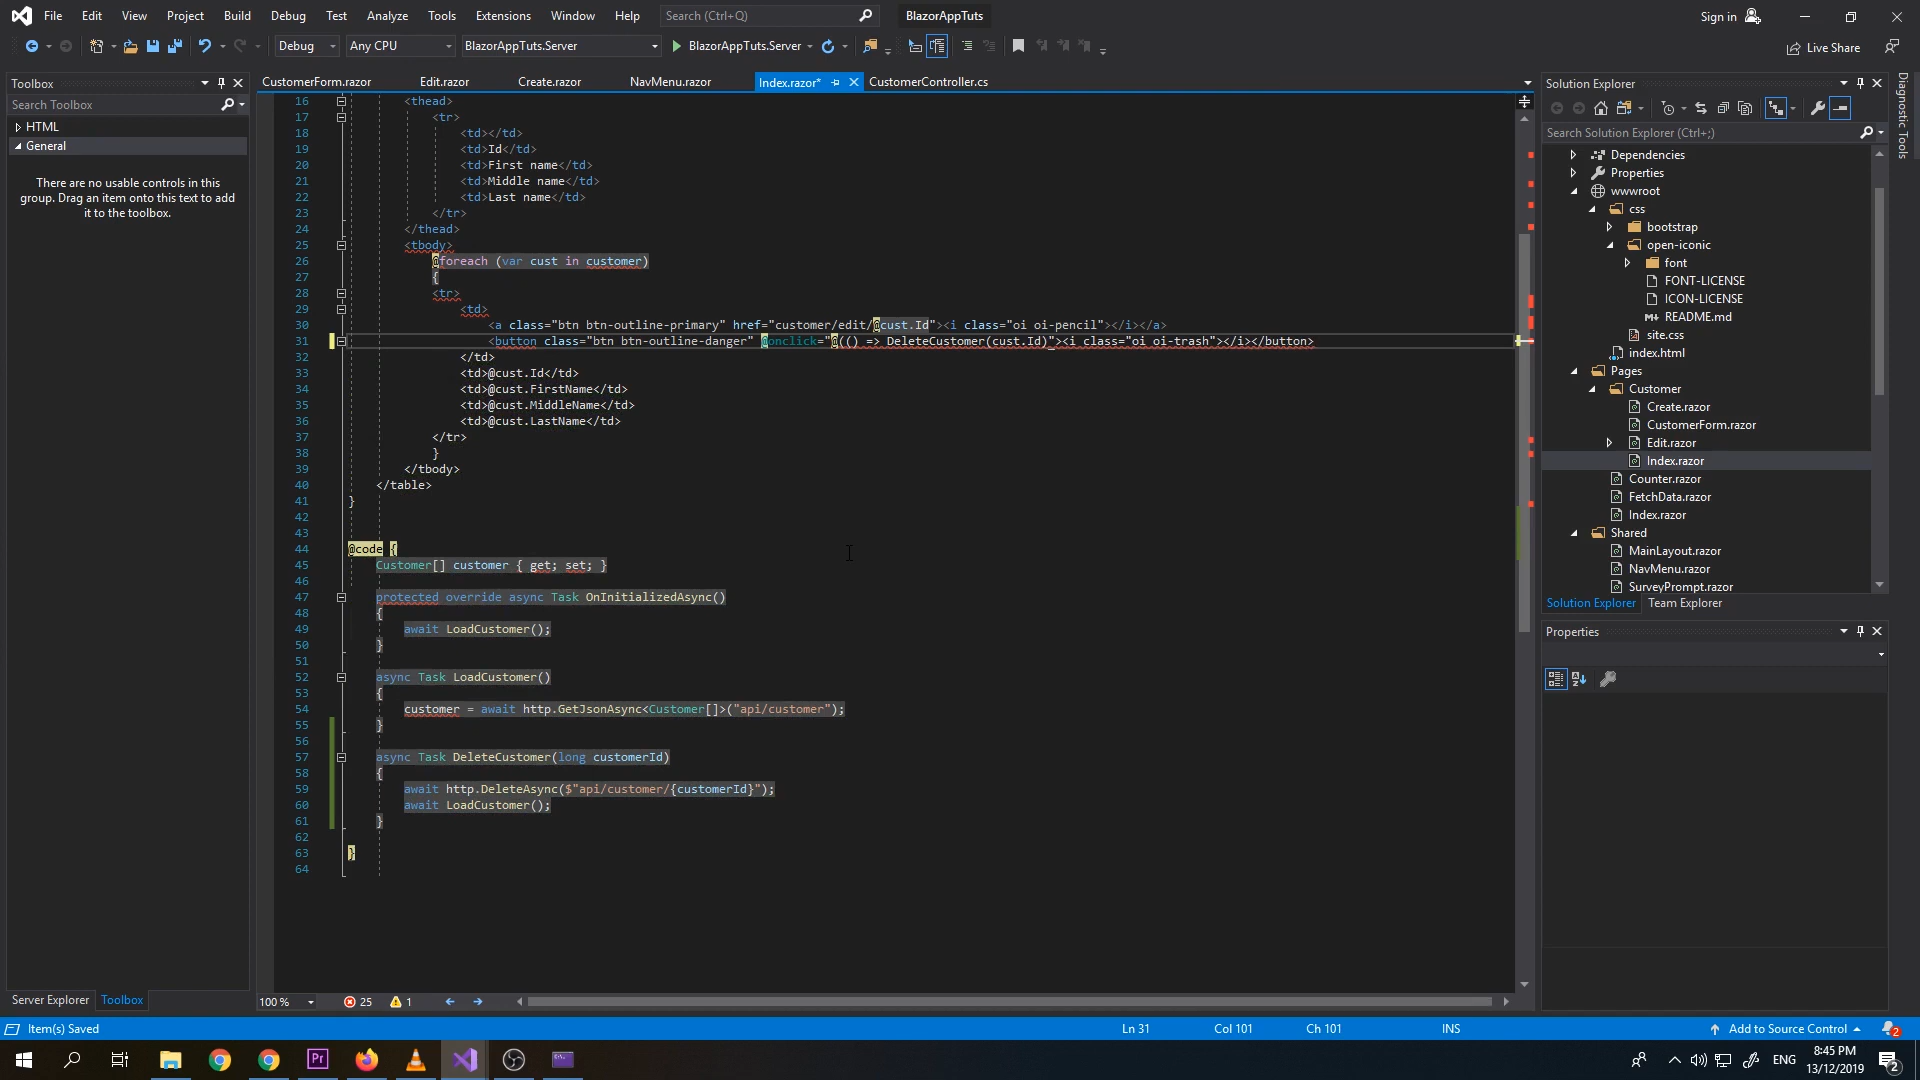 File Edit View Project Build Debug Test Analyze Tools Extensions Window Help Search (Ctrl+Q) BlazorAppTuts Sign in
Debug Any CPU BlazorAppTuts.Server BlazorAppTuts.Server Live Share
Toolbox
Search Toolbox
HTML
General
There are no usable controls in this
group. Drag an item onto this text to add
it to the toolbox.
Server Explorer Toolbox
CustomerForm.razor Edit.razor Create.razor NavMenu.razor Index.razor* CustomerController.cs
16 <thead>
17 <tr>
18 <td></td>
19 <td>Id</td>
20 <td>First name</td>
21 <td>Middle name</td>
22 <td>Last name</td>
23 </tr>
24 </thead>
25 <tbody>
26 @foreach (var cust in customer)
27 {
28 <tr>
29 <td>
30 <a class="btn btn-outline-primary" href="customer/edit/@cust.Id"><i class="oi oi-pencil"></i></a>
31 <button class="btn btn-outline-danger" @onclick="@(() => DeleteCustomer(cust.Id)"><i class="oi oi-trash"></i></button>
32 </td>
33 <td>@cust.Id</td>
34 <td>@cust.FirstName</td>
35 <td>@cust.MiddleName</td>
36 <td>@cust.LastName</td>
37 </tr>
38 }
39 </tbody>
40 </table>
41 }
42
43
44 @code {
45 Customer[] customer { get; set; }
46
47 protected override async Task OnInitializedAsync()
48 {
49 await LoadCustomer();
50 }
51
52 async Task LoadCustomer()
53 {
54 customer = await http.GetJsonAsync<Customer[]>("api/customer");
55 }
56
57 async Task DeleteCustomer(long customerId)
58 {
59 await http.DeleteAsync($"api/customer/{customerId}");
60 await LoadCustomer();
61 }
62
63 }
64
100 % 25 1
Solution Explorer
Search Solution Explorer (Ctrl+;)
Dependencies
Properties
wwwroot
css
bootstrap
open-iconic
font
FONT-LICENSE
ICON-LICENSE
README.md
site.css
index.html
Pages
Customer
Create.razor
CustomerForm.razor
Edit.razor
Index.razor
Counter.razor
FetchData.razor
Index.razor
Shared
MainLayout.razor
NavMenu.razor
SurveyPrompt.razor
Solution Explorer Team Explorer
Properties
Diagnostic Tools
Item(s) Saved Ln 31 Col 101 Ch 101 INS Add to Source Control 2
Pr ENG 8:45 PM
13/12/2019 2